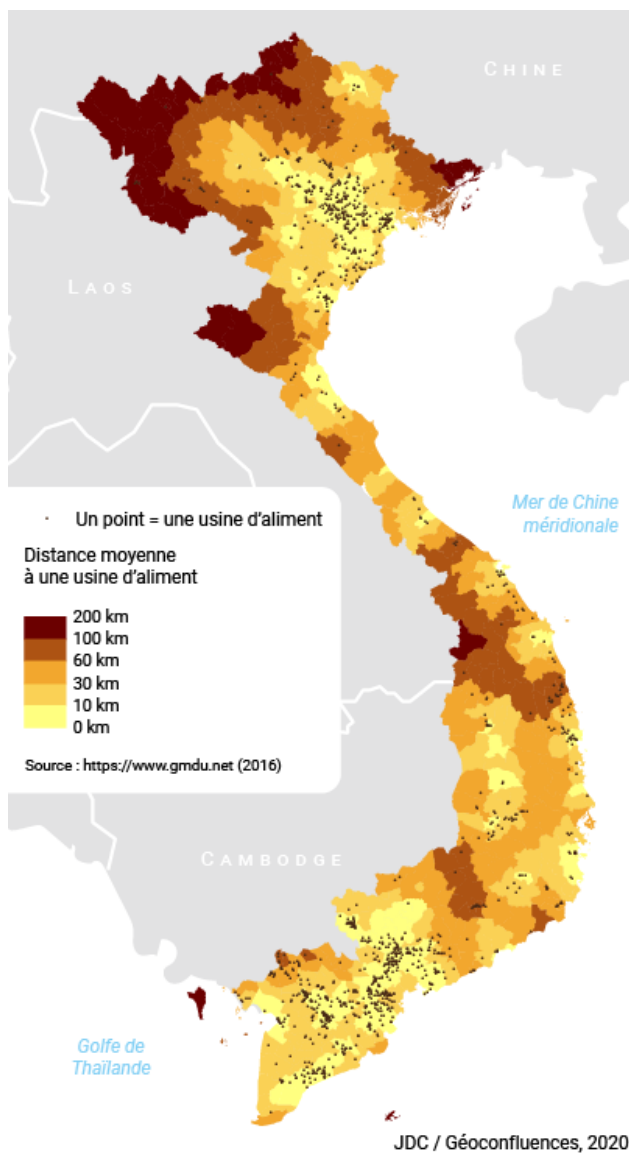 CHINE
LAOS
Mer de Chine
méridionale
Un point = une usine d'aliment
Distance moyenne
à une usine d'aliment
200 km
100 km
60 km
30 km
10 km
0 km
Source : https://www.gmdu.net (2016)
CAMBODGE
Golfe de
Thaïlande
JDC / Géoconfluences, 2020